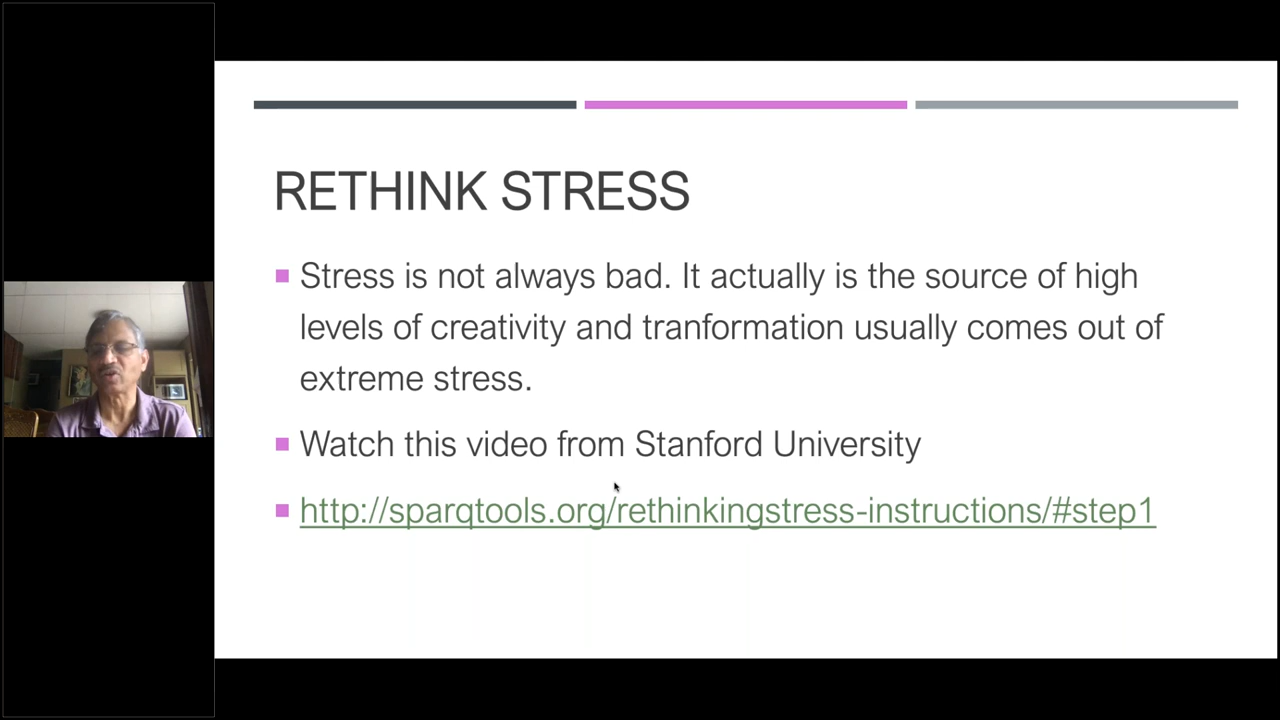 RETHINK STRESS
Stress is not always bad. It actually is the source of high
levels of creativity and tranformation usually comes out of
extreme stress.
Watch this video from Stanford University
http://sparqtools.org/rethinkingstress-instructions/#step1